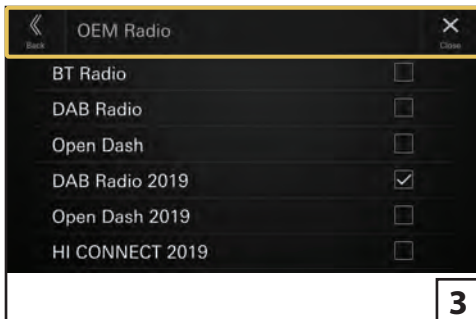 OEM Radio
Back
Close
BT Radio
DAB Radio
Open Dash
DAB Radio 2019
Open Dash 2019
HI CONNECT 2019
3